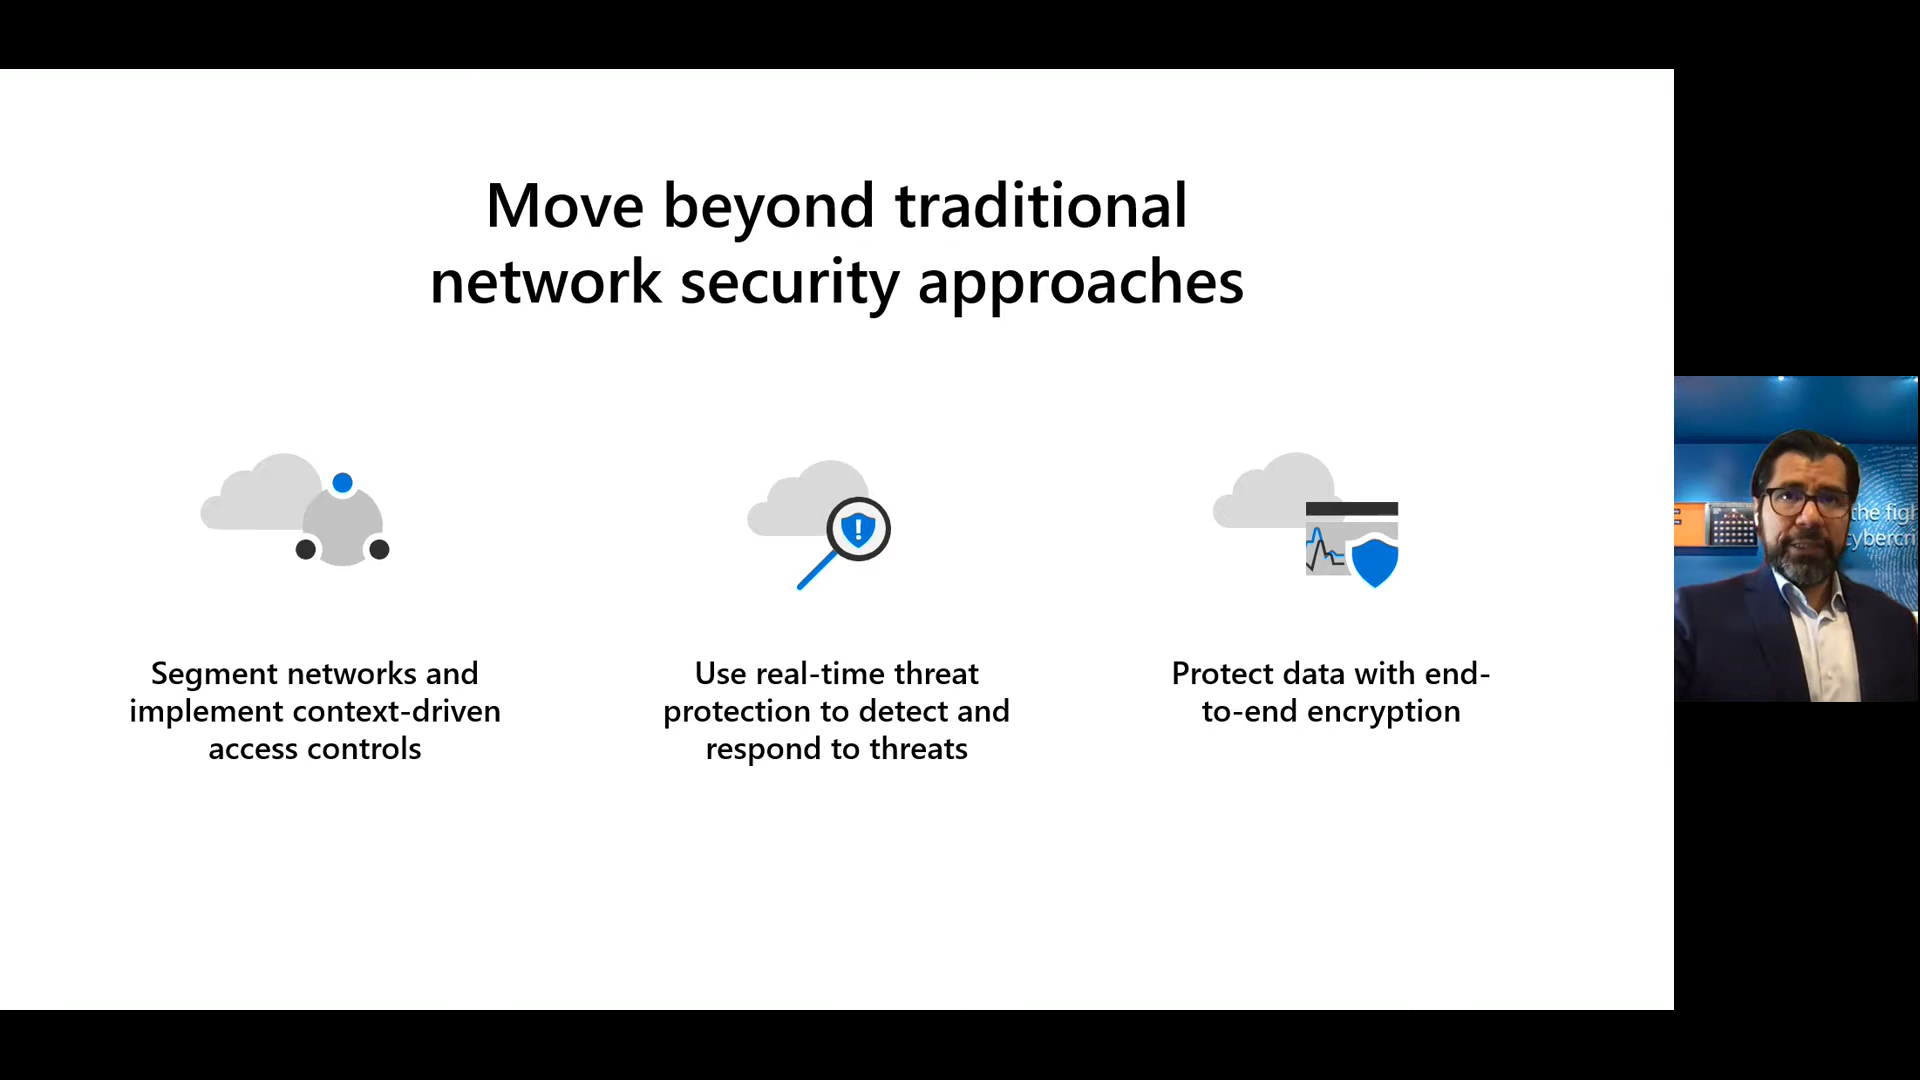 Move beyond traditional
network security approaches
Segment networks and
implement context-driven
access controls
Use real-time threat
protection to detect and
respond to threats
Protect data with end-
to-end encryption
the